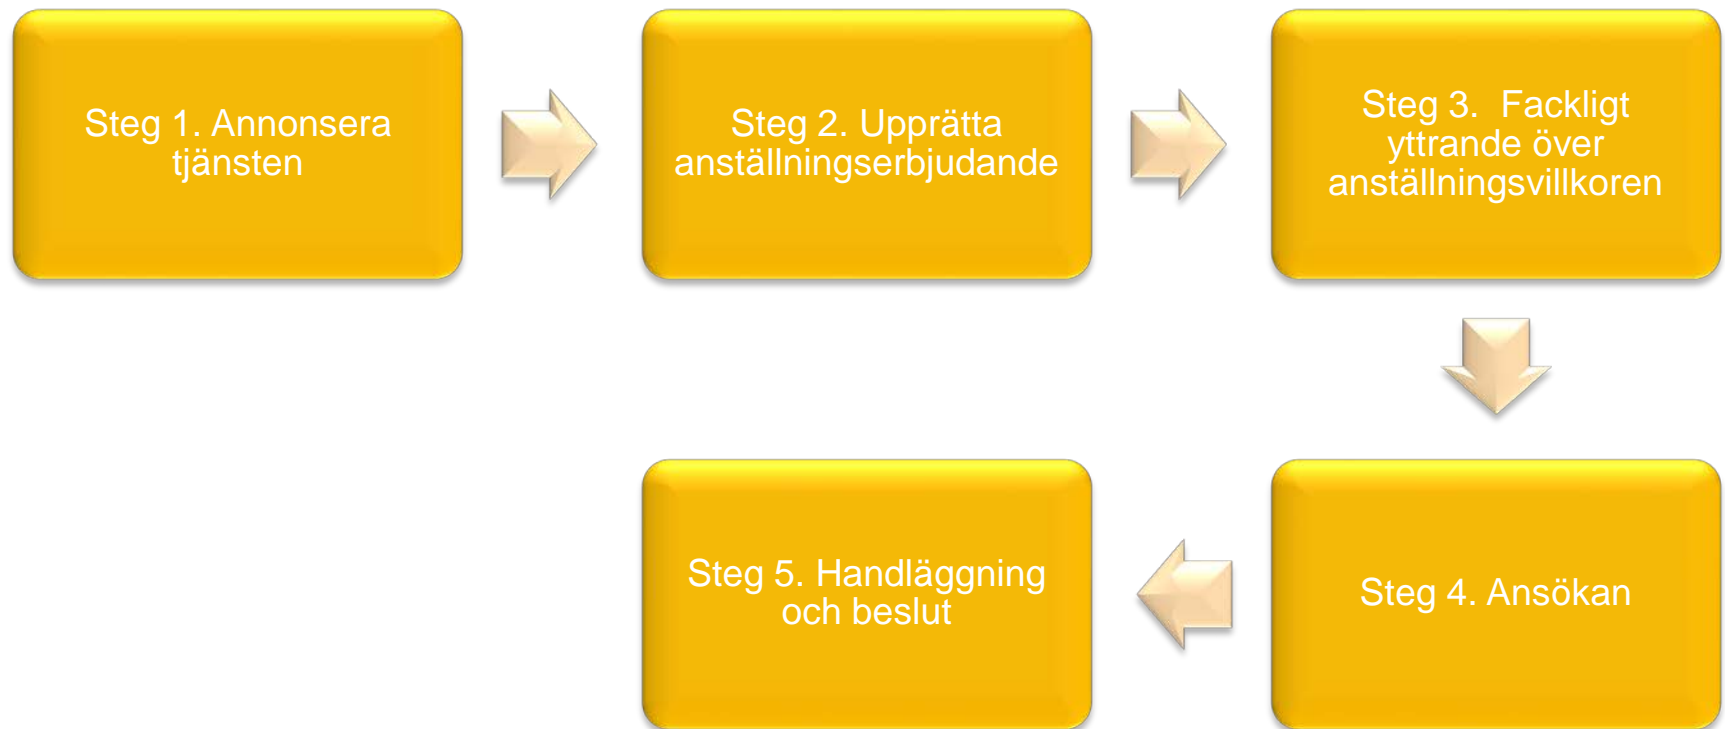 Steg 1. Annonsera
tjänsten
Steg 2. Upprätta
anställningserbjudande
Steg 3.  Fackligt
yttrande över
anställningsvillkoren
Steg 4. Ansökan
Steg 5. Handläggning
och beslut